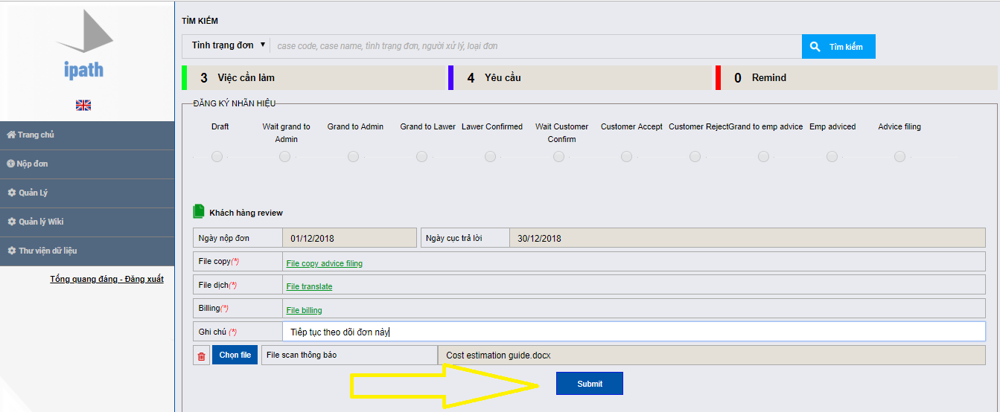 TÌM KIẾM
Tình trạng đơn ▼ case code, case name, tình trạng đơn, người xử lý, loại đơn Tìm kiếm
ipath
3 Việc cần làm 4 Yêu cầu 0 Remind
ĐĂNG KÝ NHÃN HIỆU
Draft Wait grand to Admin Grand to Admin Grand to Lawer Lawer Confirmed Wait Customer Confirm Customer Accept Customer Reject Grand to emp advice Emp adviced Advice filing
Trang chủ
Nộp đơn
Quản Lý
Quản lý Wiki
Thư viện dữ liệu
Tống quang đáng - Đăng xuất
Khách hàng review
Ngày nộp đơn 01/12/2018 Ngày cục trả lời 30/12/2018
File copy(*) File copy advice filing
File dịch(*) File translate
Billing(*) File billing
Ghi chú (*) Tiếp tục theo dõi đơn này
Chọn file File scan thông báo Cost estimation guide.docx
Submit